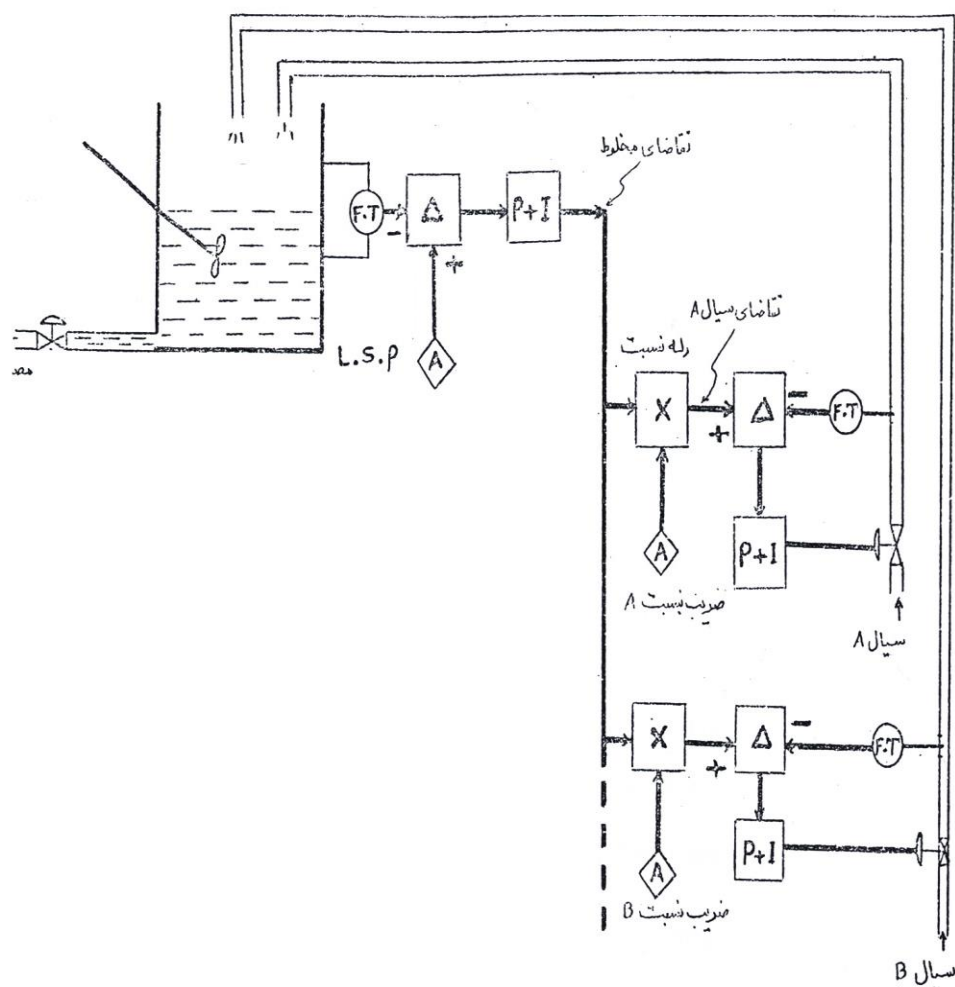 تقاضای مخلوط
F.T
-
Δ
P+I
+
L.S.P
A
تقاضای سیال A
رله نسبت
X
+
Δ
-
F.T
A
P+I
ضریب نسبت A
سیال A
X
+
Δ
-
F.T
A
P+I
ضریب نسبت B
سیال B